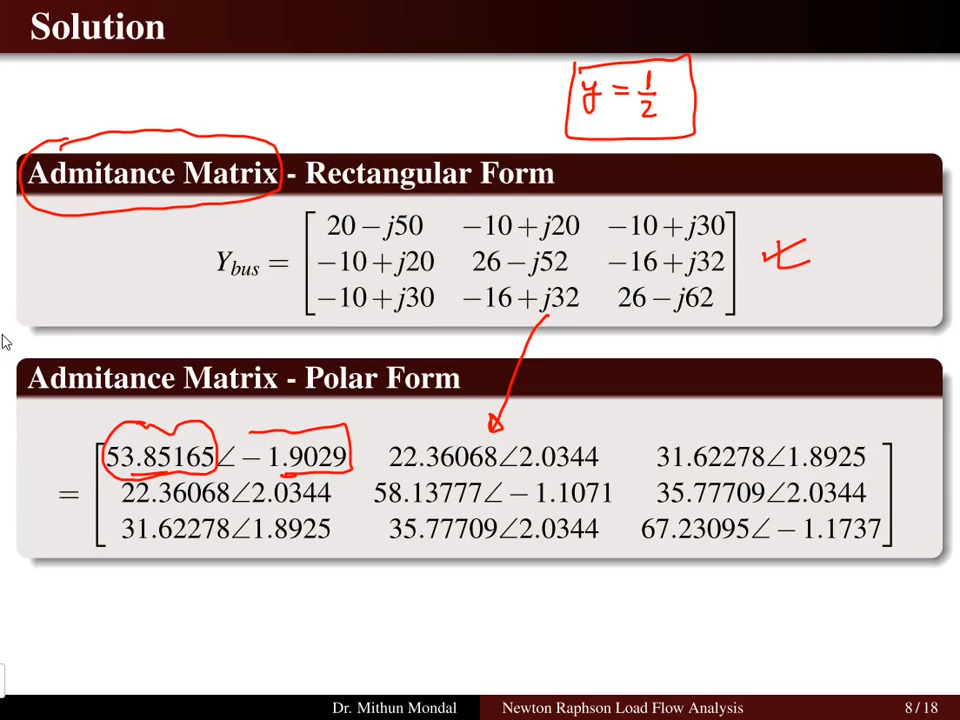 Solution
y = 1/2
Admitance Matrix - Rectangular Form
20 − j50 −10 + j20 −10 + j30
Ybus = −10 + j20 26 − j52 −16 + j32
−10 + j30 −16 + j32 26 − j62
Admitance Matrix - Polar Form
53.85165∠ − 1.9029 22.36068∠2.0344 31.62278∠1.8925
= 22.36068∠2.0344 58.13777∠ − 1.1071 35.77709∠2.0344
31.62278∠1.8925 35.77709∠2.0344 67.23095∠ − 1.1737
Dr. Mithun Mondal Newton Raphson Load Flow Analysis 8 / 18